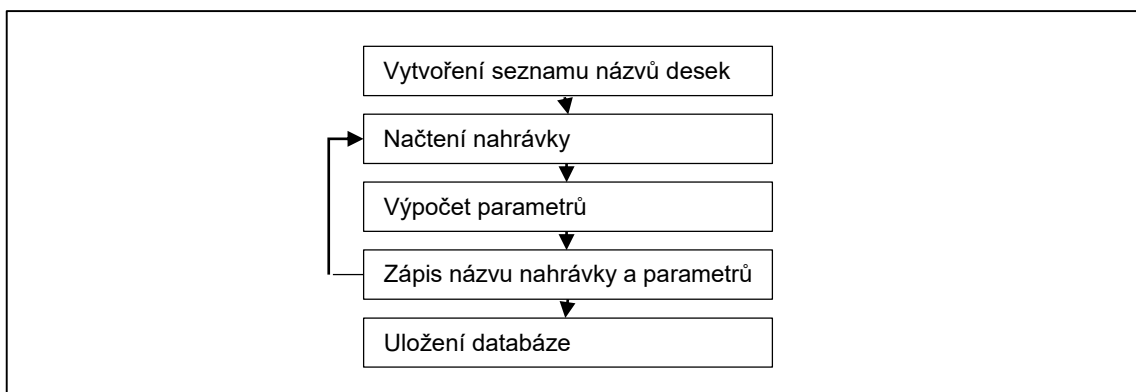 Vytvoření seznamu názvů desek
Načtení nahrávky
Výpočet parametrů
Zápis názvu nahrávky a parametrů
Uložení databáze